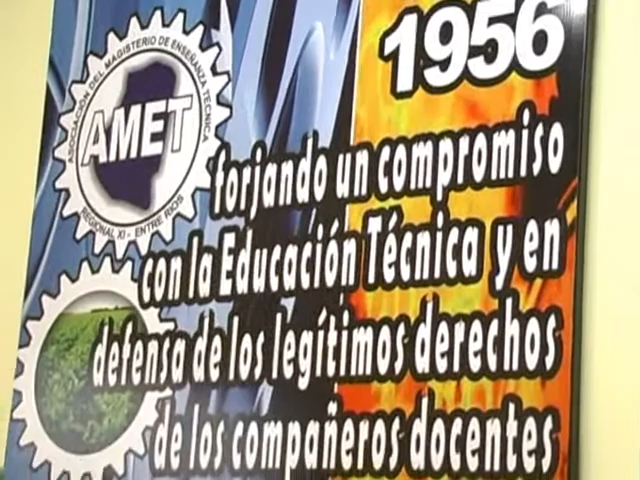 1956
ASOCIACIÓN DEL MAGISTERIO DE ENSEÑANZA TÉCNICA
AMET
REGIONAL XI - ENTRE RIOS
forjando un compromiso
con la Educación Técnica y en
defensa de los legítimos derechos
de los compañeros docentes